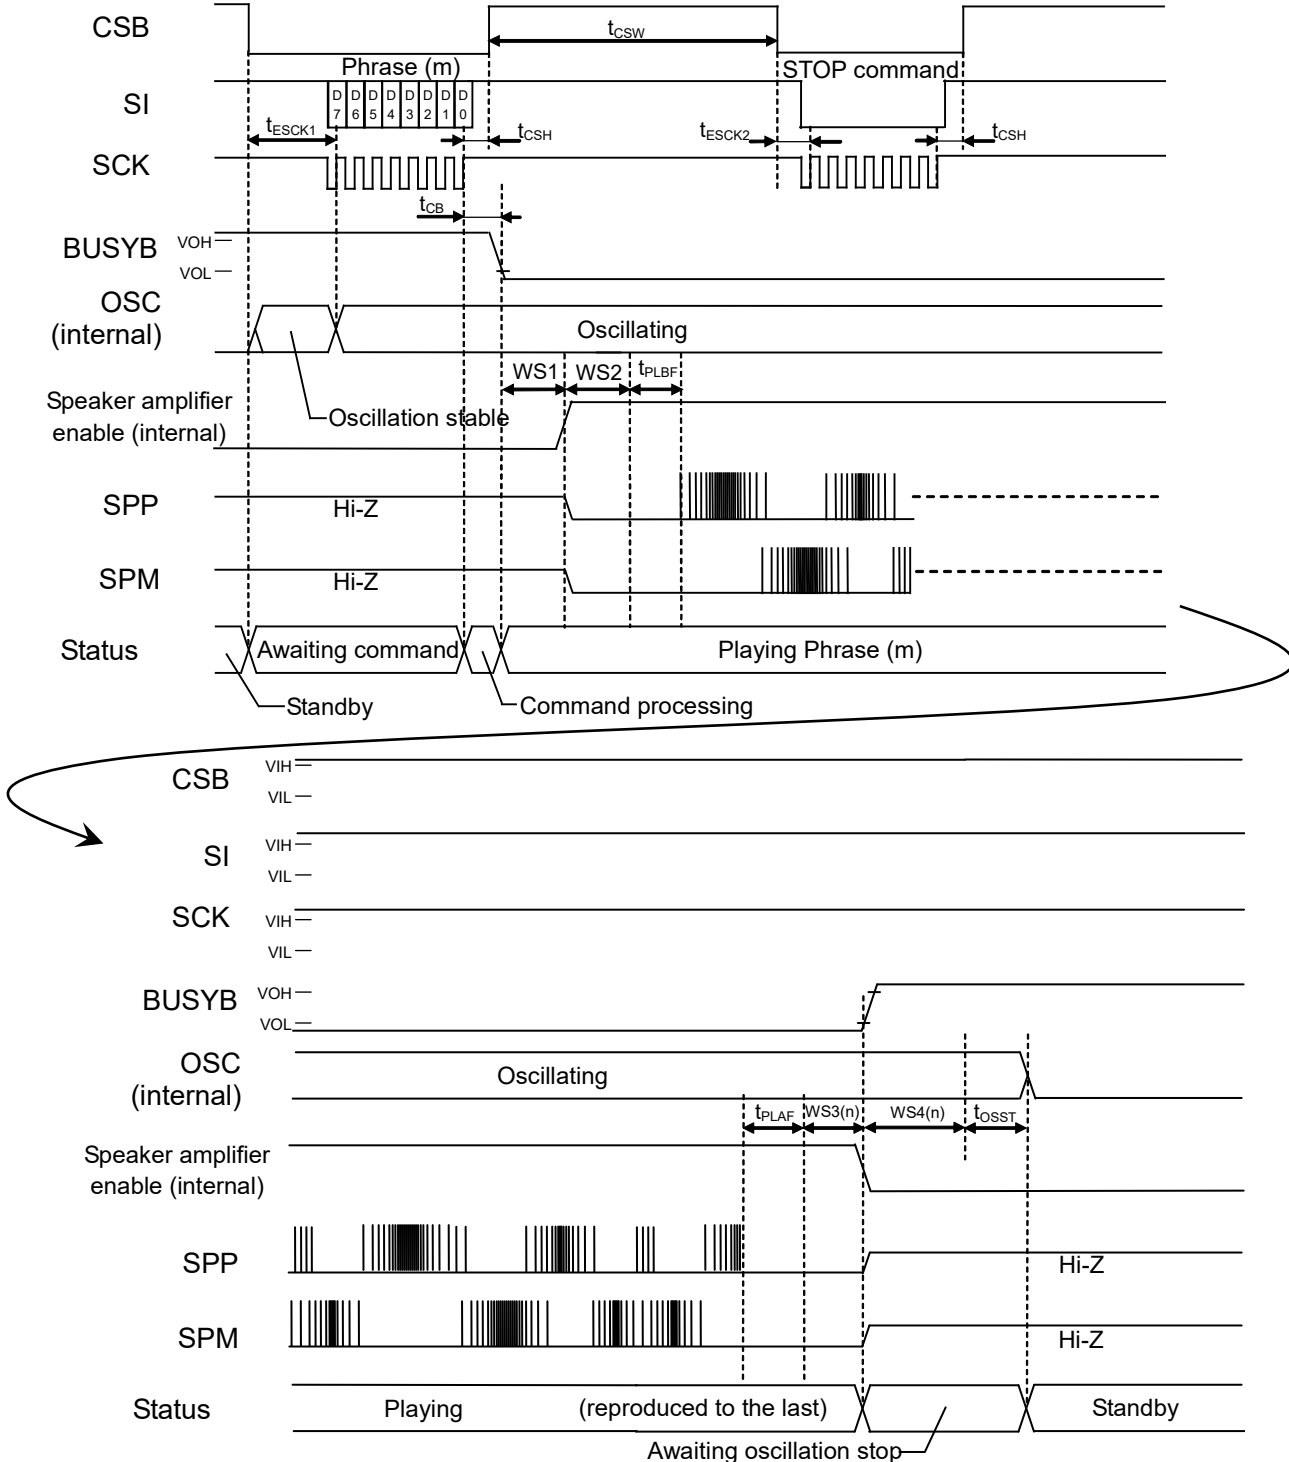 CSB
tCSW
Phrase (m)
STOP command
SI
D7 D6 D5 D4 D3 D2 D1 D0
tESCK1
tCSH
tESCK2
tCSH
SCK
tCB
BUSYB
VOH
VOL
OSC
(internal)
Oscillating
WS1
WS2
tPLBF
Speaker amplifier
enable (internal)
Oscillation stable
SPP
Hi-Z
SPM
Hi-Z
Status
Awaiting command
Playing Phrase (m)
Standby
Command processing
CSB
VIH
VIL
SI
VIH
VIL
SCK
VIH
VIL
BUSYB
VOH
VOL
OSC
(internal)
Oscillating
tPLAF
WS3(n)
WS4(n)
tOSST
Speaker amplifier
enable (internal)
SPP
Hi-Z
SPM
Hi-Z
Status
Playing
(reproduced to the last)
Standby
Awaiting oscillation stop